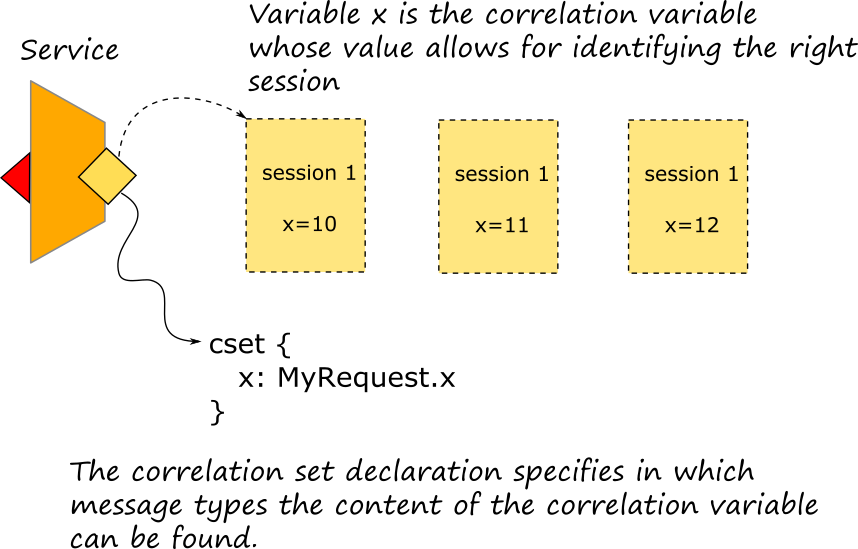 Variable x is the correlation variable
whose value allows for identifying the right
session
Service
session 1
x=10
session 1
x=11
session 1
x=12
cset {
x: MyRequest.x
}
The correlation set declaration specifies in which
message types the content of the correlation variable
can be found.